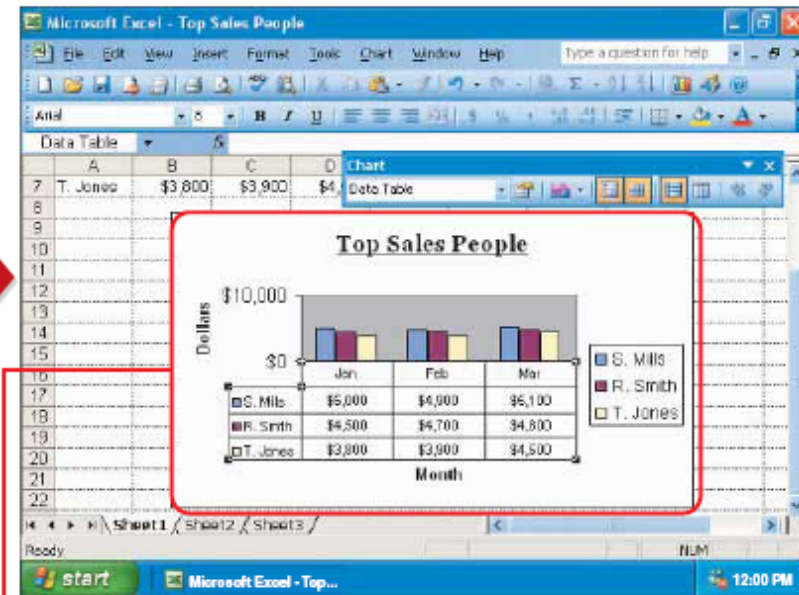 Microsoft Excel - Top Sales People
File Edit View Insert Format Tools Chart Window Help Type a question for help
Arial 8 B I U $ %
Data Table fx
Chart
Data Table
A B C D
7 T. Jones $3,800 $3,900 $4,
8
9
10
11
12
13
14
15
16
17
18
19
20
21
22
Top Sales People
Dollars
$10,000
$0
Jan Feb Mar
S. Mills $5,000 $4,900
R. Smith $4,500 $4,700 $4,800
T. Jones $3,800 $3,900 $4,500
Month
S. Mills
R. Smith
T. Jones
Sheet1 Sheet2 Sheet3
Ready NUM
start Microsoft Excel - Top... 12:00 PM